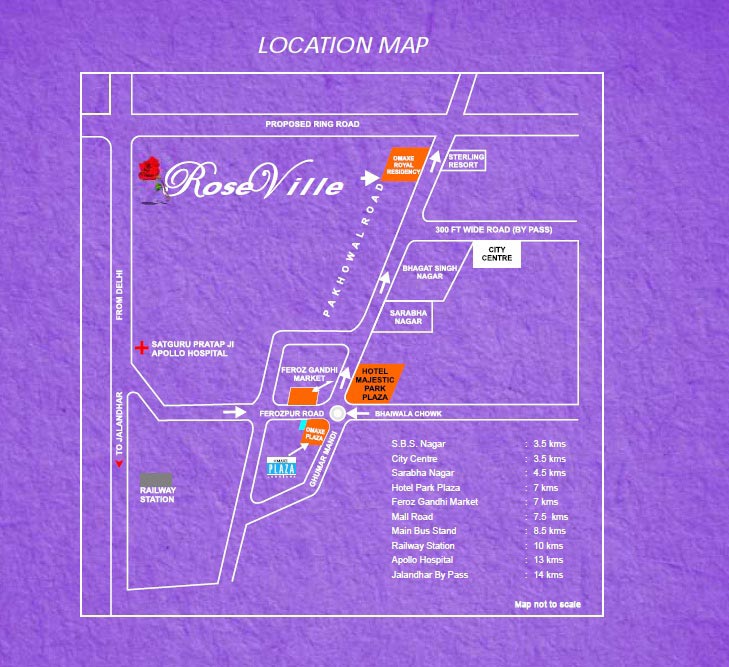 LOCATION MAP
PROPOSED RING ROAD
RoseVille
OMAXE
ROYAL
RESIDENCY
STERLING
RESORT
PAKHOWAL ROAD
300 FT WIDE ROAD (BY PASS)
CITY
CENTRE
BHAGAT SINGH
NAGAR
FROM DELHI
SARABHA
NAGAR
SATGURU PRATAP JI
APOLLO HOSPITAL
FEROZ GANDHI
MARKET
HOTEL
MAJESTIC
PARK
PLAZA
TO JALANDHAR
FEROZPUR ROAD
BHAIWALA CHOWK
OMAXE
PLAZA
GHUMAR MANDI
PLAZA
RAILWAY
STATION
S.B.S. Nagar : 3.5 kms
City Centre : 3.5 kms
Sarabha Nagar : 4.5 kms
Hotel Park Plaza : 7 kms
Feroz Gandhi Market : 7 kms
Mall Road : 7.5 kms
Main Bus Stand : 8.5 kms
Railway Station : 10 kms
Apollo Hospital : 13 kms
Jalandhar By Pass : 14 kms
Map not to scale